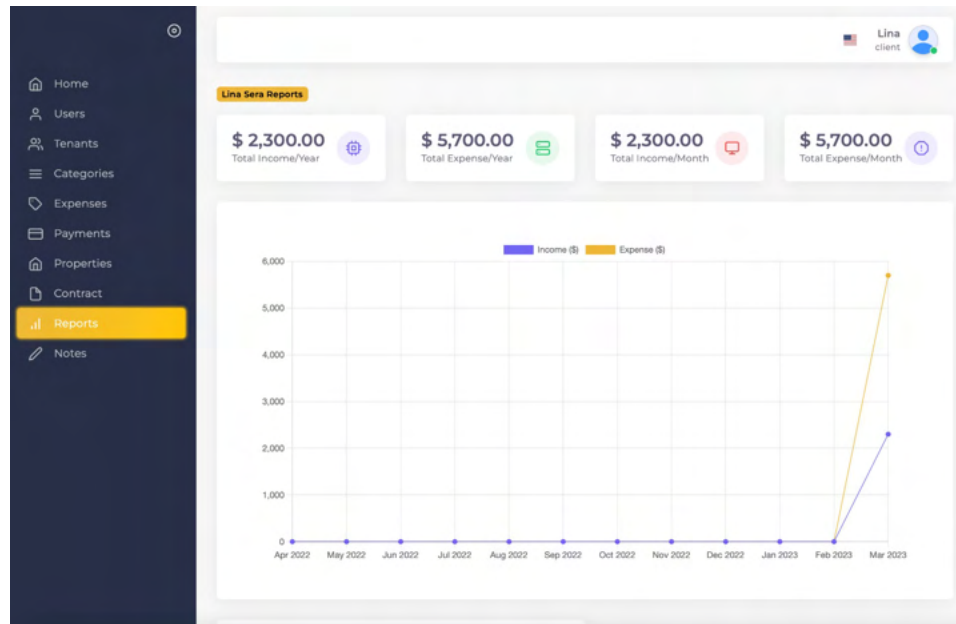 Lina
client
Home
Users
Tenants
Categories
Expenses
Payments
Properties
Contract
Reports
Notes
Lina Sera Reports
$ 2,300.00
Total Income/Year
$ 5,700.00
Total Expense/Year
$ 2,300.00
Total Income/Month
$ 5,700.00
Total Expense/Month
Income ($) Expense ($)
6,000
5,000
4,000
3,000
2,000
1,000
0
Apr 2022 May 2022 Jun 2022 Jul 2022 Aug 2022 Sep 2022 Oct 2022 Nov 2022 Dec 2022 Jan 2023 Feb 2023 Mar 2023